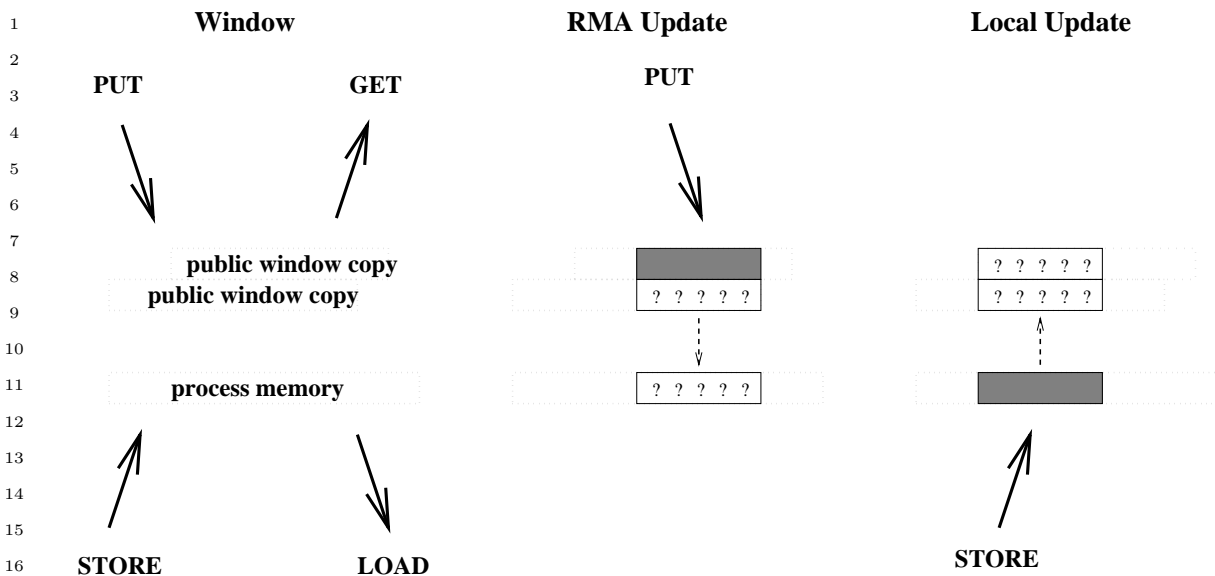 1 Window RMA Update Local Update
2
PUT GET PUT
3
4
5
6
7
public window copy ? ? ? ? ?
8
public window copy ? ? ? ? ? ? ? ? ? ?
9
10
11 process memory ? ? ? ? ?
12
13
14
15
STORE
16 STORE LOAD